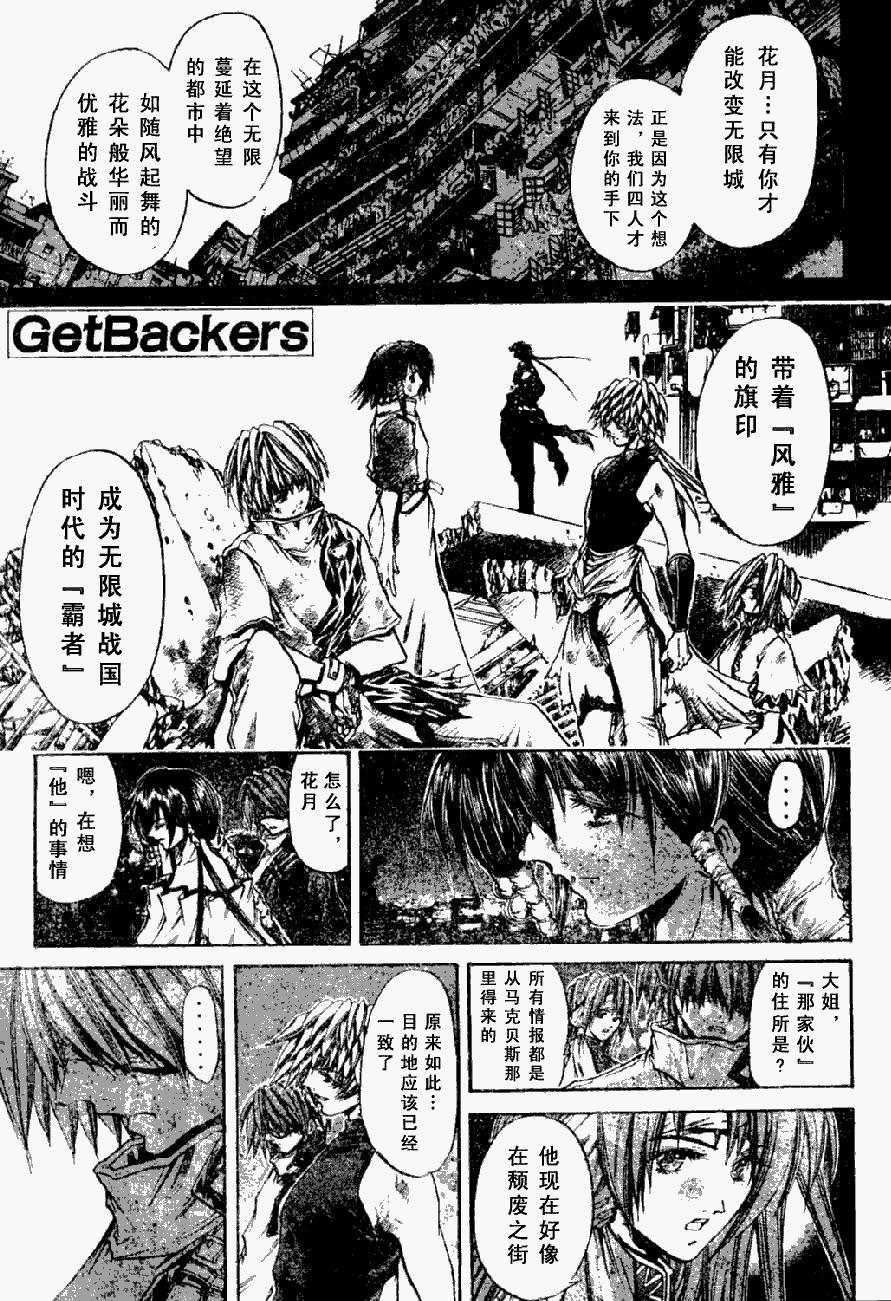 花月…只有你才
能改变无限城
正是因为这个想
法，我们四人才
来到你的手下
在这个无限
蔓延着绝望
的都市中
如随风起舞的
花朵般华丽而
优雅的战斗
GetBackers
带着『风雅』
的旗印
成为无限城战国
时代的『霸者』
····
怎么了，
花月
嗯，在想
『他』的事情
大姐，
『那家伙』
的住所是?
所有情报都是
从马克贝斯那
里得来的
原来如此…
目的地应该已经
一致了
····
他现在好像
在颓废之街